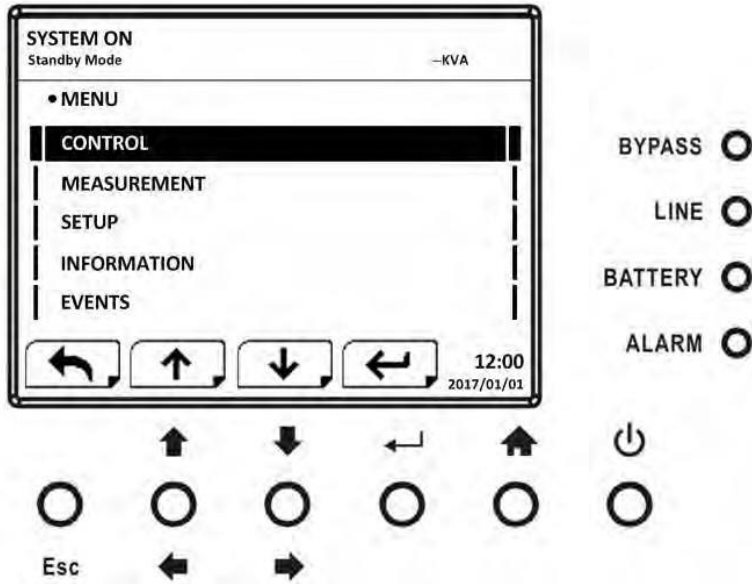 SYSTEM ON
Standby Mode –KVA
•MENU
CONTROL
MEASUREMENT
SETUP
INFORMATION
EVENTS
12:00
2017/01/01
BYPASS
LINE
BATTERY
ALARM
Esc